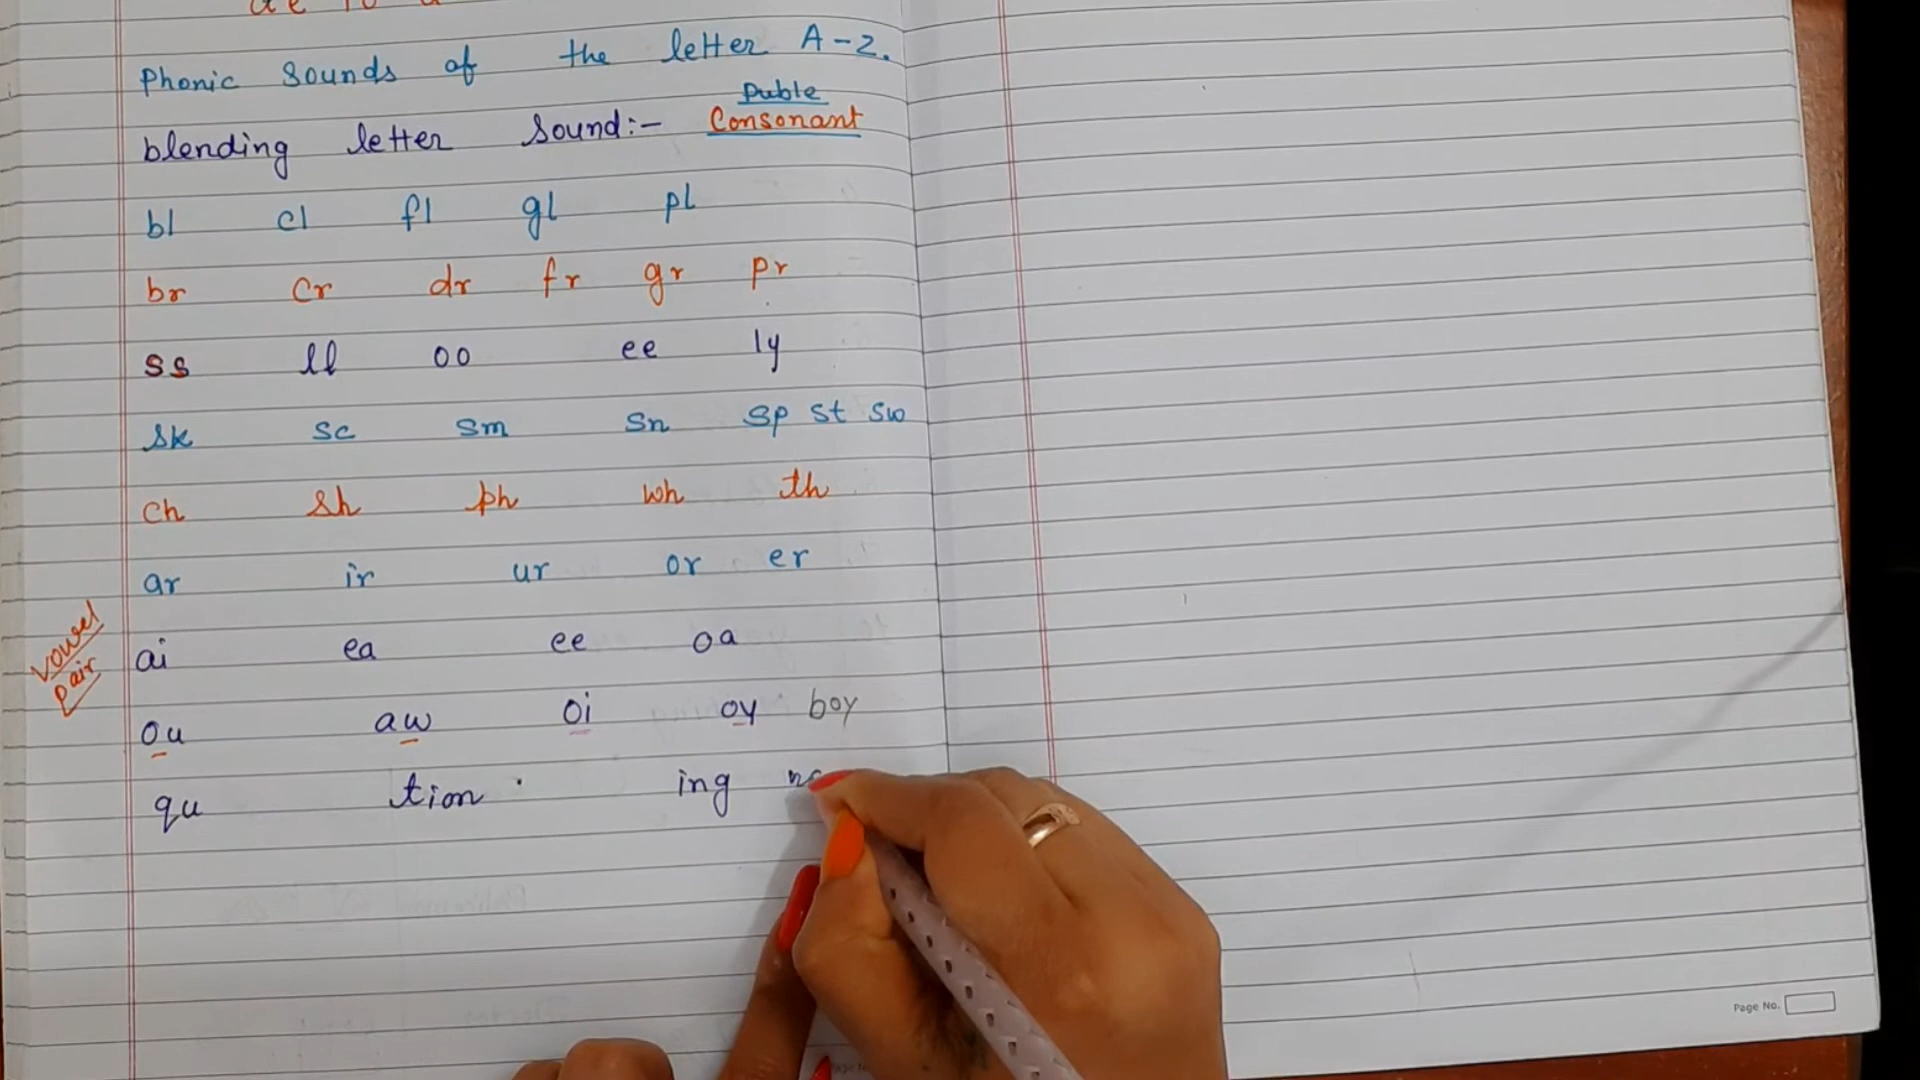 Phonic Sounds of the letter A-z.
Puble
blending letter Sound:- Consonant
bl cl fl gl pl
br cr dr fr gr pr
ss ll oo ee ly
sk sc sm sn sp st sw
ch sh ph wh th
ar ir ur or er
Vowel
Pair
ai ea ee oa
ou aw oi oy boy
qu tion ing
Page No.